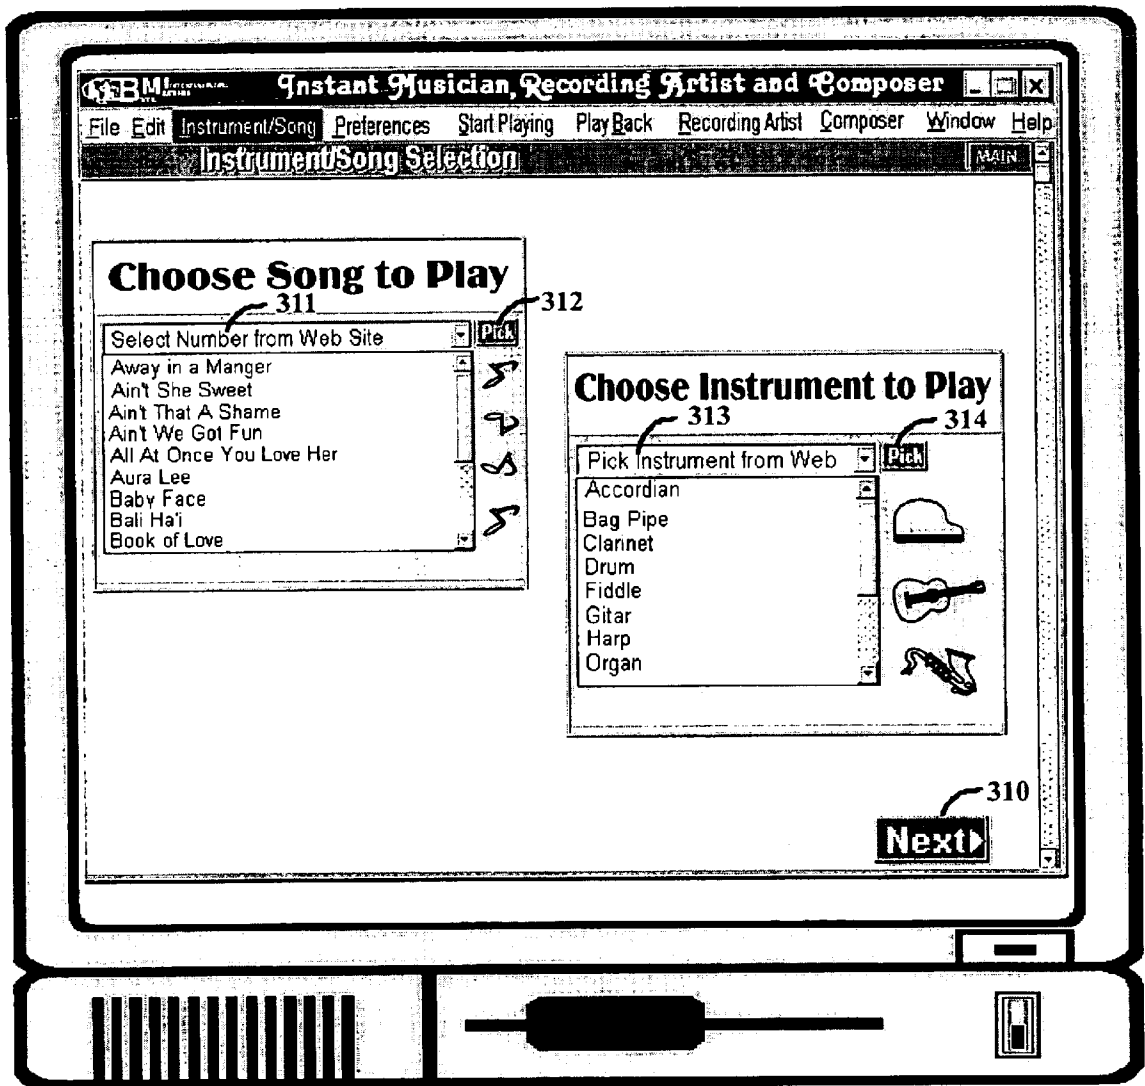 Instant Musician, Recording Artist and Composer
File Edit Instrument/Song Preferences Start Playing Play Back Recording Artist Composer Window Help
Instrument/Song Selection MAIN
Choose Song to Play
311
312
Select Number from Web Site Pick
Away in a Manger
Ain't She Sweet
Ain't That A Shame
Ain't We Got Fun
All At Once You Love Her
Aura Lee
Baby Face
Bali Ha'i
Book of Love
Choose Instrument to Play
313
314
Pick Instrument from Web Pick
Accordian
Bag Pipe
Clarinet
Drum
Fiddle
Gitar
Harp
Organ
310
Next